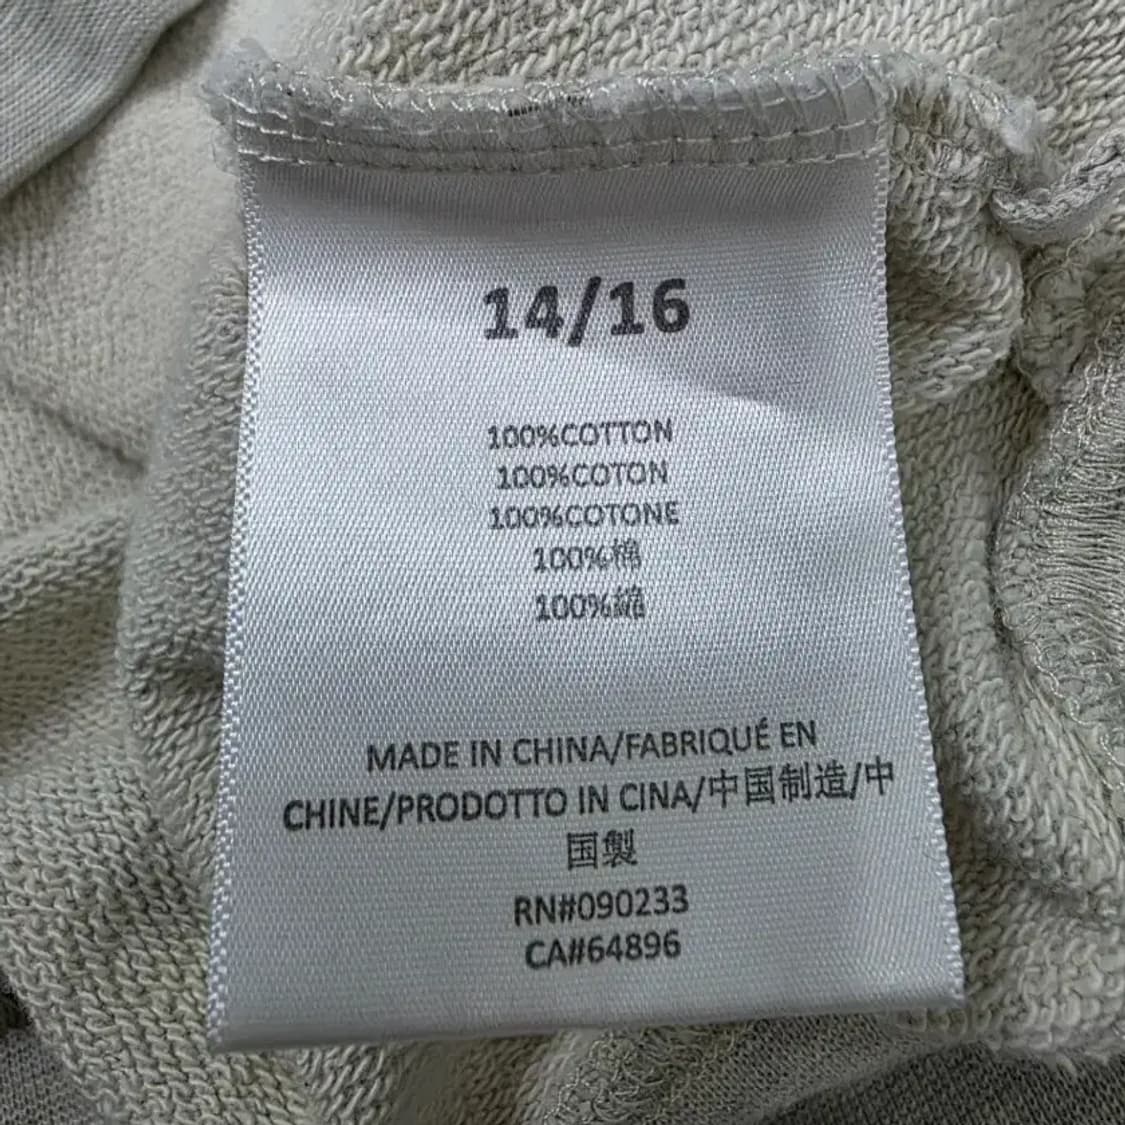 14/16
100%COTTON
100%COTON
100%COTONE
100%棉
100%綿
MADE IN CHINA/FABRIQUÉ EN
CHINE/PRODOTTO IN CINA/中国制造/中
国製
RN#090233
CA#64896